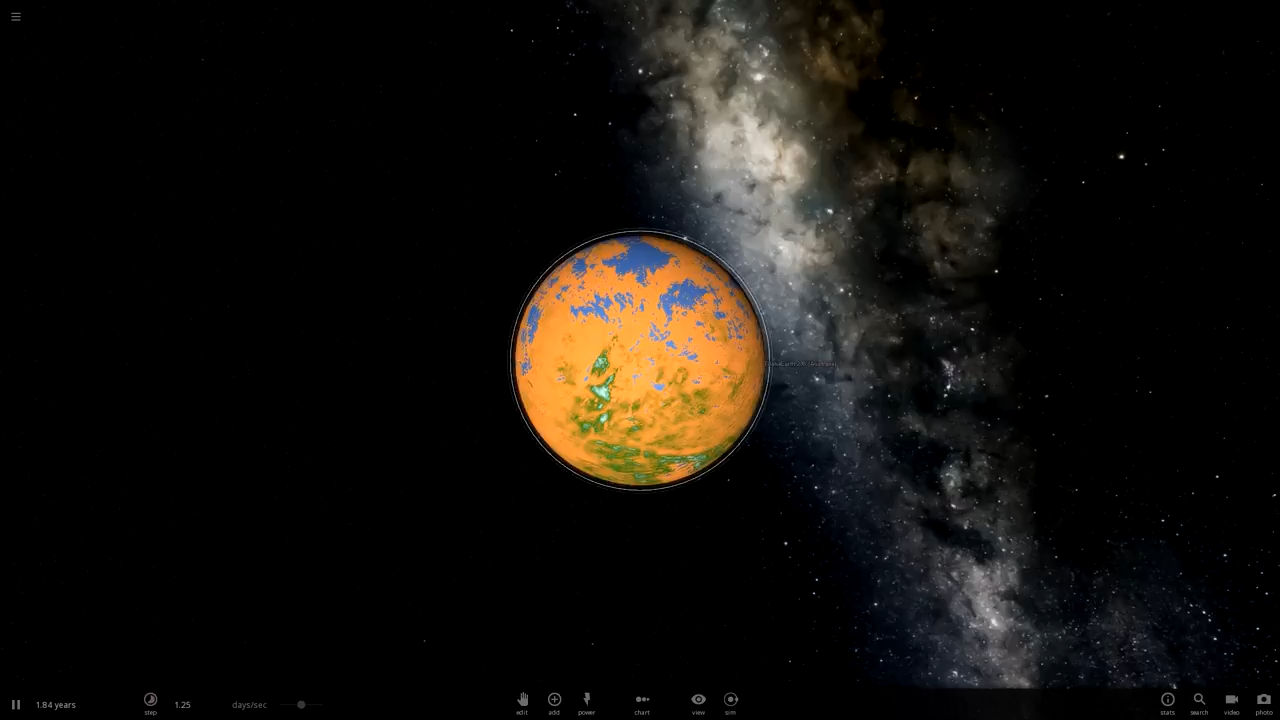 1.84 years
step
1.25
days/sec
edit
add
power
chart
view
sim
stats
search
video
photo